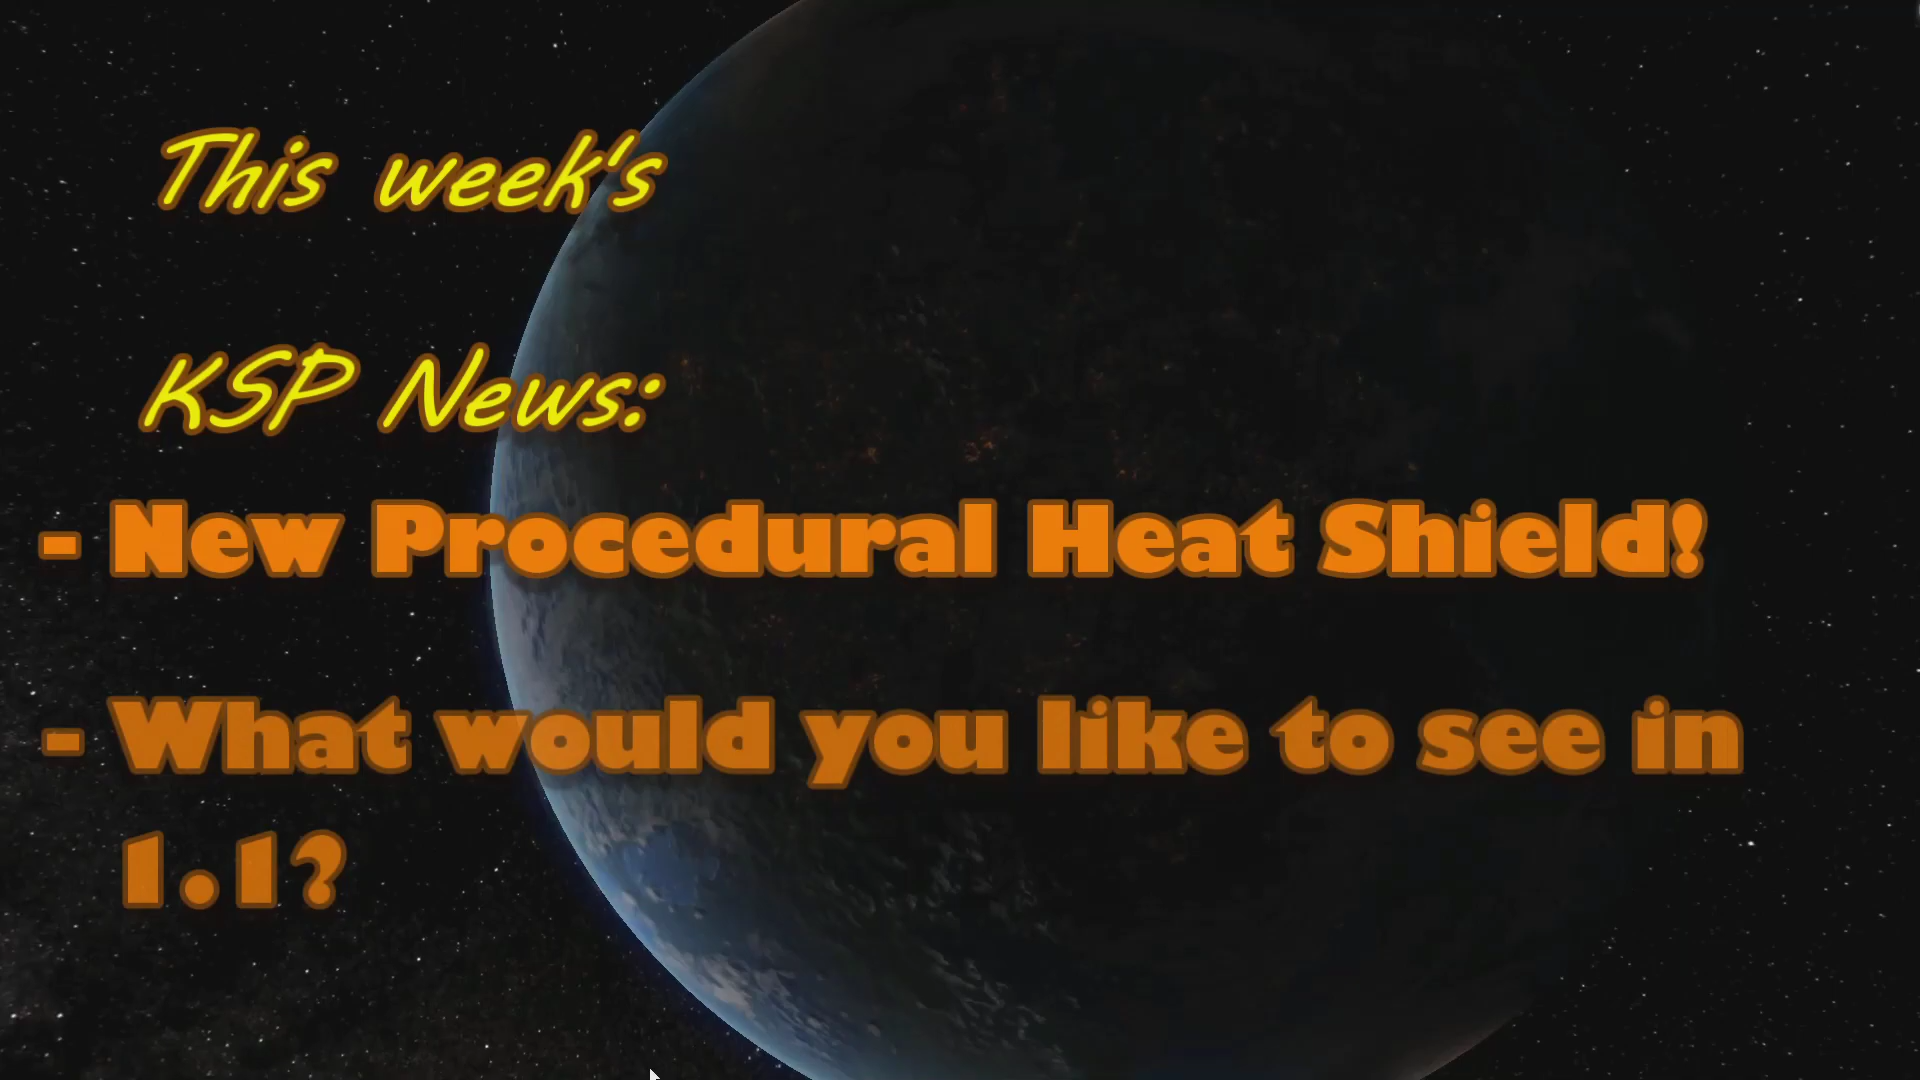 This week's
KSP News:
- New Procedural Heat Shield!
- What would you like to see in
1.1?